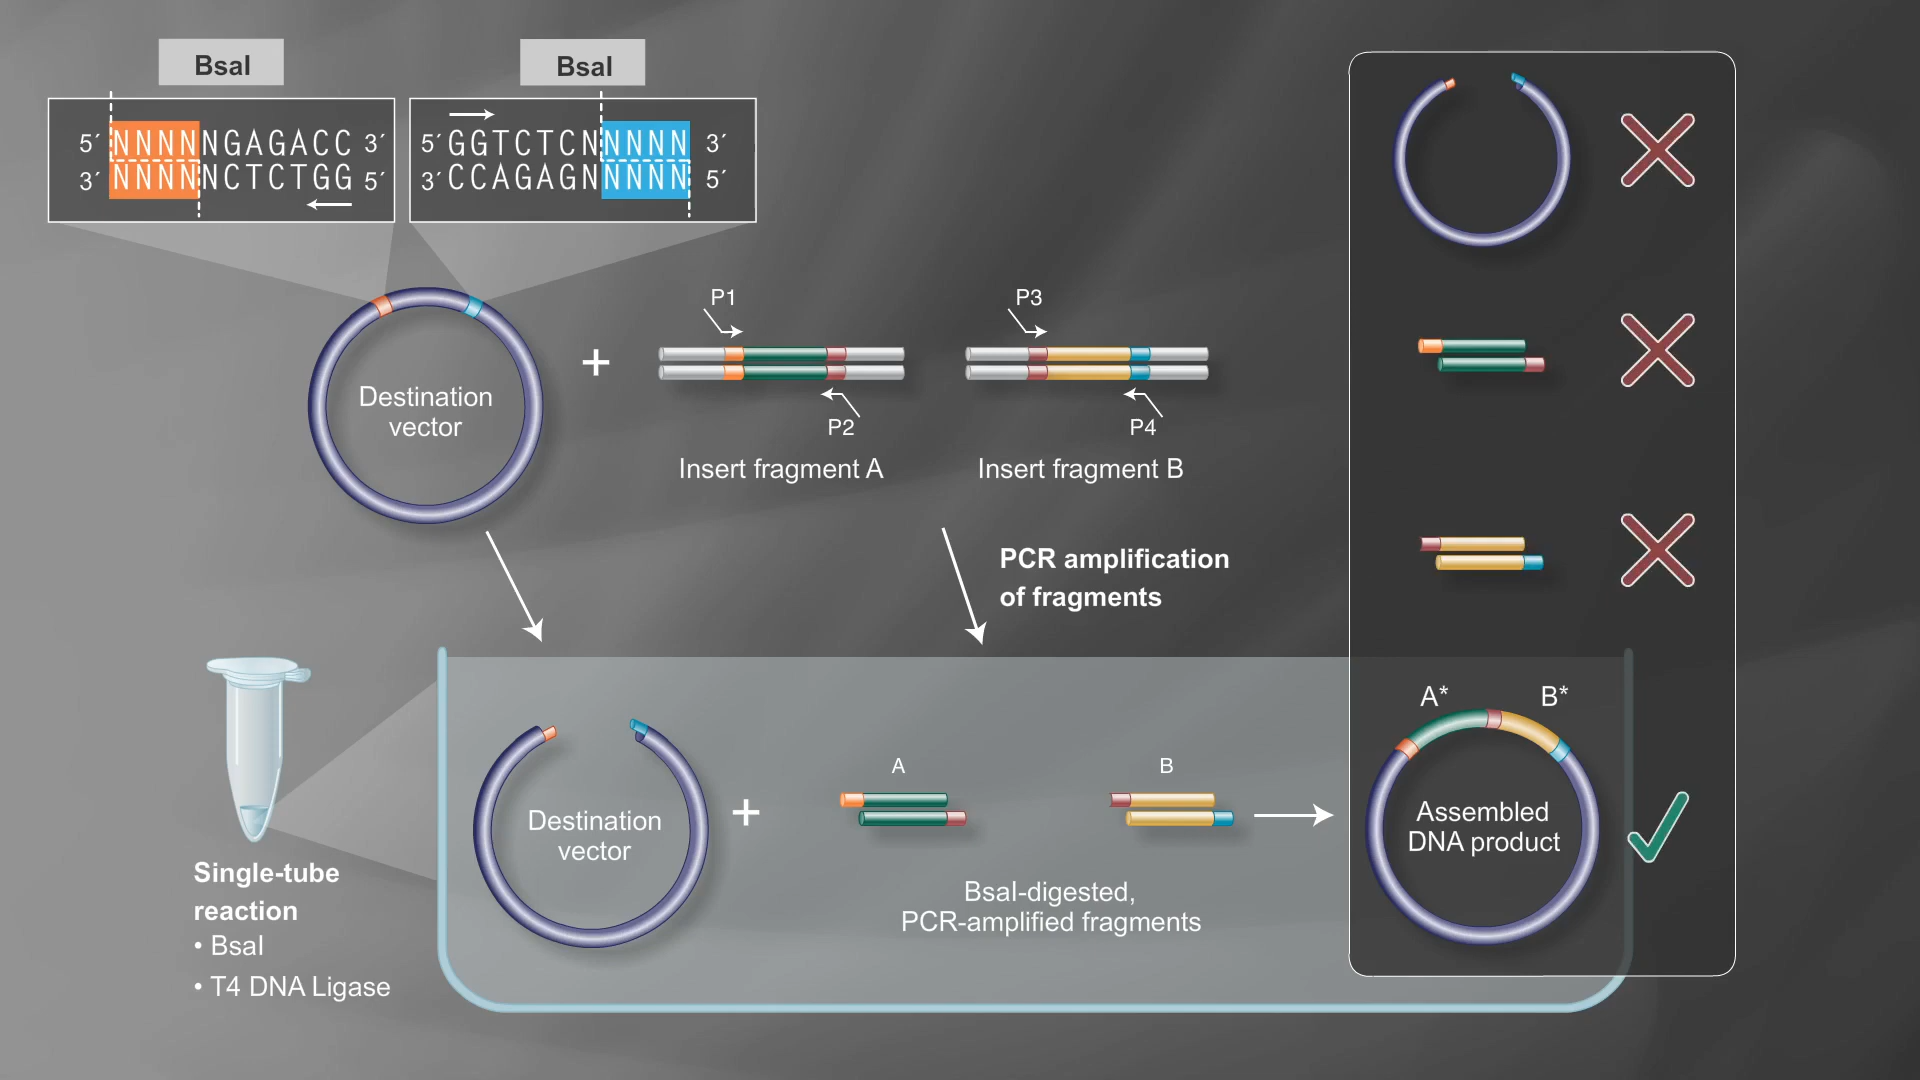 BsaI
BsaI
5´ NNNNNGAGACC 3´
3´ NNNNNCTCTGG 5´
5´ GGTCTCNNNNN 3´
3´ CCAGAGNNNNN 5´
P1
P3
Destination
vector
+
P2
P4
Insert fragment A
Insert fragment B
PCR amplification
of fragments
A*
B*
A
B
Destination
vector
+
Assembled
DNA product
Single-tube
reaction
• BsaI
• T4 DNA Ligase
BsaI-digested,
PCR-amplified fragments